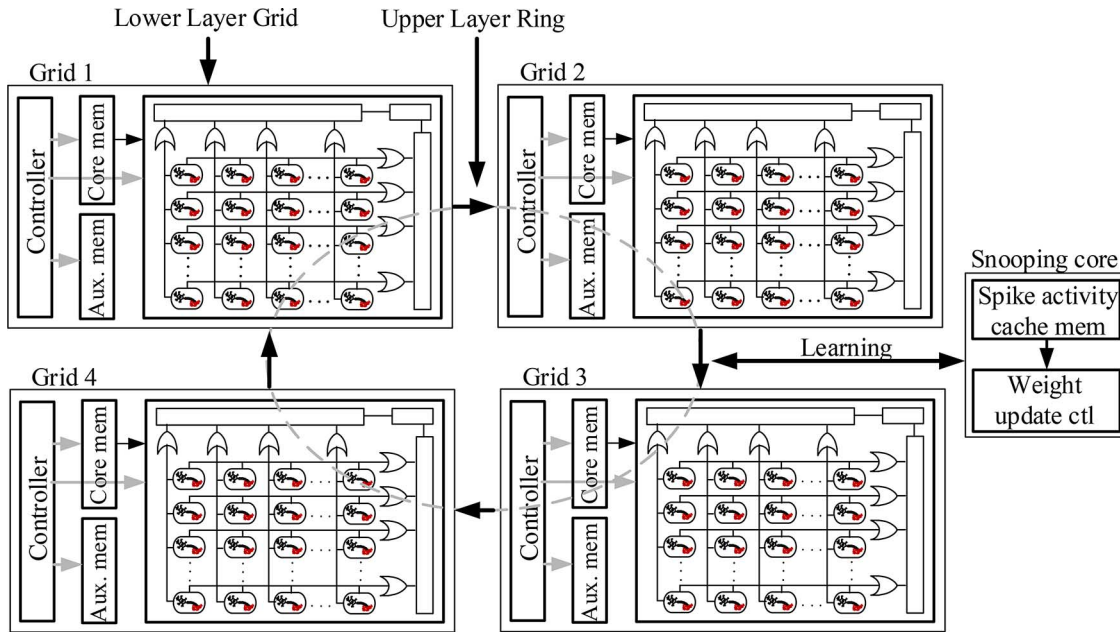 Lower Layer Grid
Upper Layer Ring
Grid 1
Controller
Core mem
Aux. mem
Grid 2
Controller
Core mem
Aux. mem
Snooping core
Spike activity
cache mem
Weight
update ctl
Learning
Grid 4
Controller
Core mem
Aux. mem
Grid 3
Controller
Core mem
Aux. mem